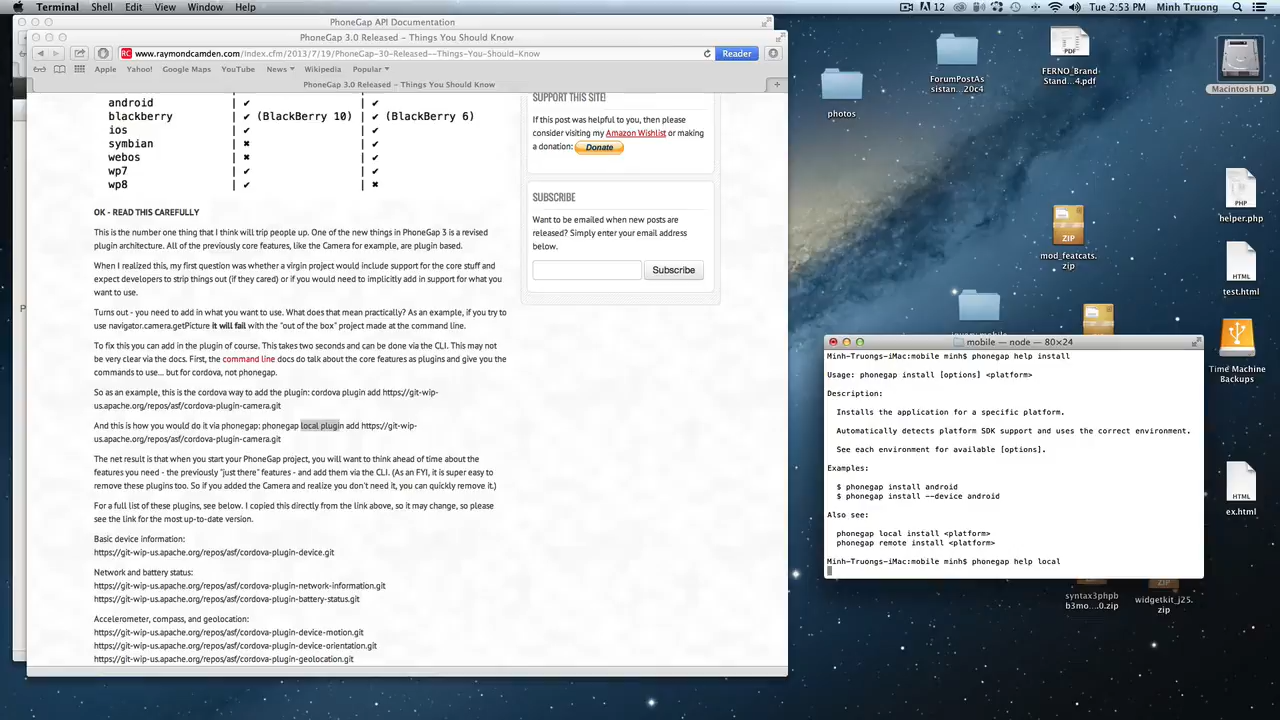 Terminal Shell Edit View Window Help
12
Tue 2:53 PM Minh Truong
PhoneGap API Documentation
PhoneGap 3.0 Released – Things You Should Know
www.raymondcamden.com/index.cfm/2013/7/19/PhoneGap-30-Released--Things-You-Should-Know
Reader
Apple Yahoo! Google Maps YouTube News Wikipedia Popular
PhoneGap 3.0 Released – Things You Should Know
android | ✔ | ✔
blackberry | ✔ (BlackBerry 10) | ✔ (BlackBerry 6)
ios | ✔ | ✔
symbian | ✖ | ✔
webos | ✖ | ✔
wp7 | ✔ | ✔
wp8 | ✔ | ✖
OK - READ THIS CAREFULLY
This is the number one thing that I think will trip people up. One of the new things in PhoneGap 3 is a revised
plugin architecture. All of the previously core features, like the Camera for example, are plugin based.
When I realized this, my first question was whether a virgin project would include support for the core stuff and
expect developers to strip things out (if they cared) or if you would need to implicitly add in support for what you
want to use.
Turns out - you need to add in what you want to use. What does that mean practically? As an example, if you try to
use navigator.camera.getPicture it will fail with the "out of the box" project made at the command line.
To fix this you can add in the plugin of course. This takes two seconds and can be done via the CLI. This may not
be very clear via the docs. First, the command line docs do talk about the core features as plugins and give you the
commands to use... but for cordova, not phonegap.
So as an example, this is the cordova way to add the plugin: cordova plugin add https://git-wip-
us.apache.org/repos/asf/cordova-plugin-camera.git
And this is how you would do it via phonegap: phonegap local plugin add https://git-wip-
us.apache.org/repos/asf/cordova-plugin-camera.git
The net result is that when you start your PhoneGap project, you will want to think ahead of time about the
features you need - the previously "just there" features - and add them via the CLI. (As an FYI, it is super easy to
remove these plugins too. So if you added the Camera and realize you don't need it, you can quickly remove it.)
For a full list of these plugins, see below. I copied this directly from the link above, so it may change, so please
see the link for the most up-to-date version.
Basic device information:
https://git-wip-us.apache.org/repos/asf/cordova-plugin-device.git
Network and battery status:
https://git-wip-us.apache.org/repos/asf/cordova-plugin-network-information.git
https://git-wip-us.apache.org/repos/asf/cordova-plugin-battery-status.git
Accelerometer, compass, and geolocation:
https://git-wip-us.apache.org/repos/asf/cordova-plugin-device-motion.git
https://git-wip-us.apache.org/repos/asf/cordova-plugin-device-orientation.git
https://git-wip-us.apache.org/repos/asf/cordova-plugin-geolocation.git
SUPPORT THIS SITE!
If this post was helpful to you, then please
consider visiting my Amazon Wishlist or making
a donation: Donate
SUBSCRIBE
Want to be emailed when new posts are
released? Simply enter your email address
below.
Subscribe
photos
ForumPostAs
sistan...20c4
PDF
FERNO_Brand-
Stand...4.pdf
Macintosh HD
PHP
helper.php
ZIP
mod_featcats.
zip
HTML
test.html
Time Machine
Backups
HTML
ex.html
mobile — node — 80×24
Minh-Truongs-iMac:mobile minh$ phonegap help install
Usage: phonegap install [options] <platform>
Description:
Installs the application for a specific platform.
Automatically detects platform SDK support and uses the correct environment.
See each environment for available [options].
Examples:
$ phonegap install android
$ phonegap install --device android
Also see:
phonegap local install <platform>
phonegap remote install <platform>
Minh-Truongs-iMac:mobile minh$ phonegap help local
syntax3phpb
b3mo...0.zip
widgetkit_j25.
zip